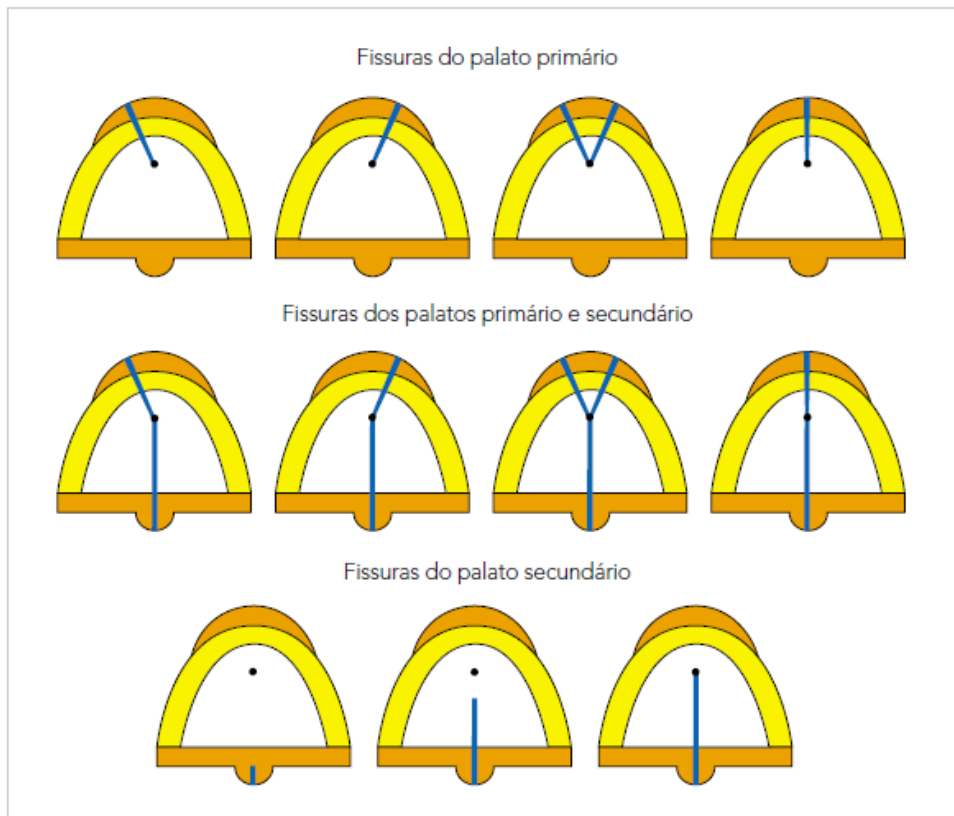 Fissuras do palato primário
Fissuras dos palatos primário e secundário
Fissuras do palato secundário